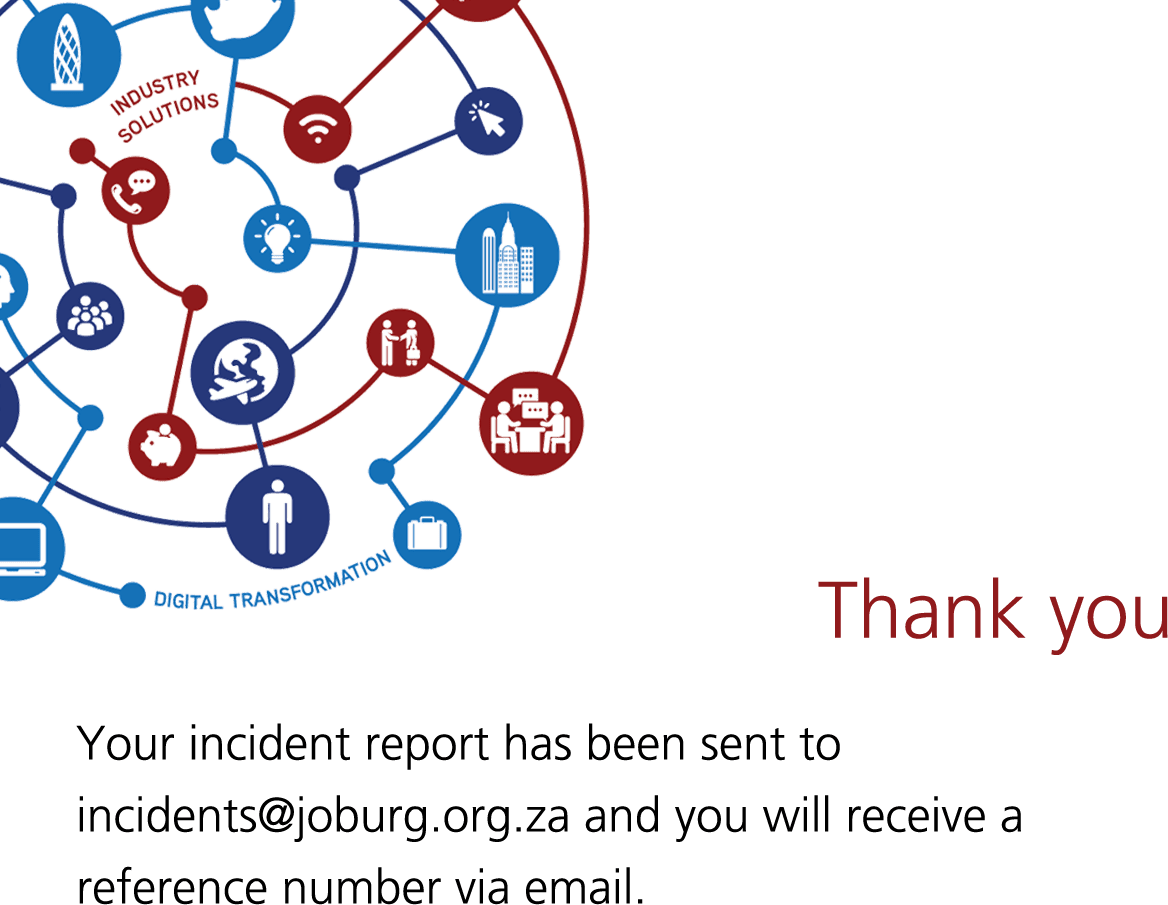 INDUSTRY
SOLUTIONS
DIGITAL TRANSFORMATION
Thank you
Your incident report has been sent to
incidents@joburg.org.za and you will receive a
reference number via email.